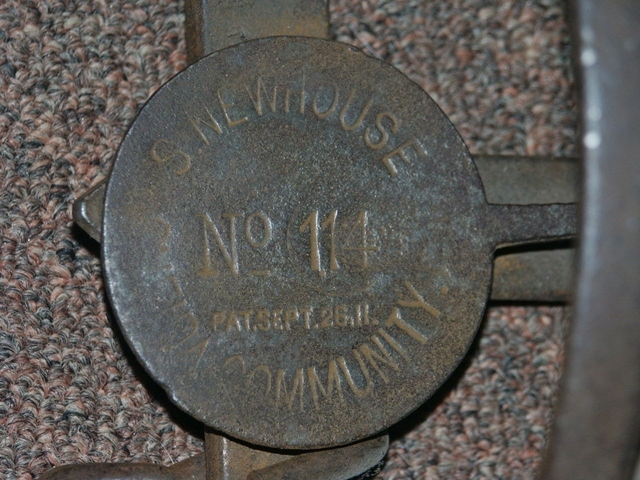 S. NEWHOUSE
No 114
PAT. SEPT. 26. 11.
COMMUNITY